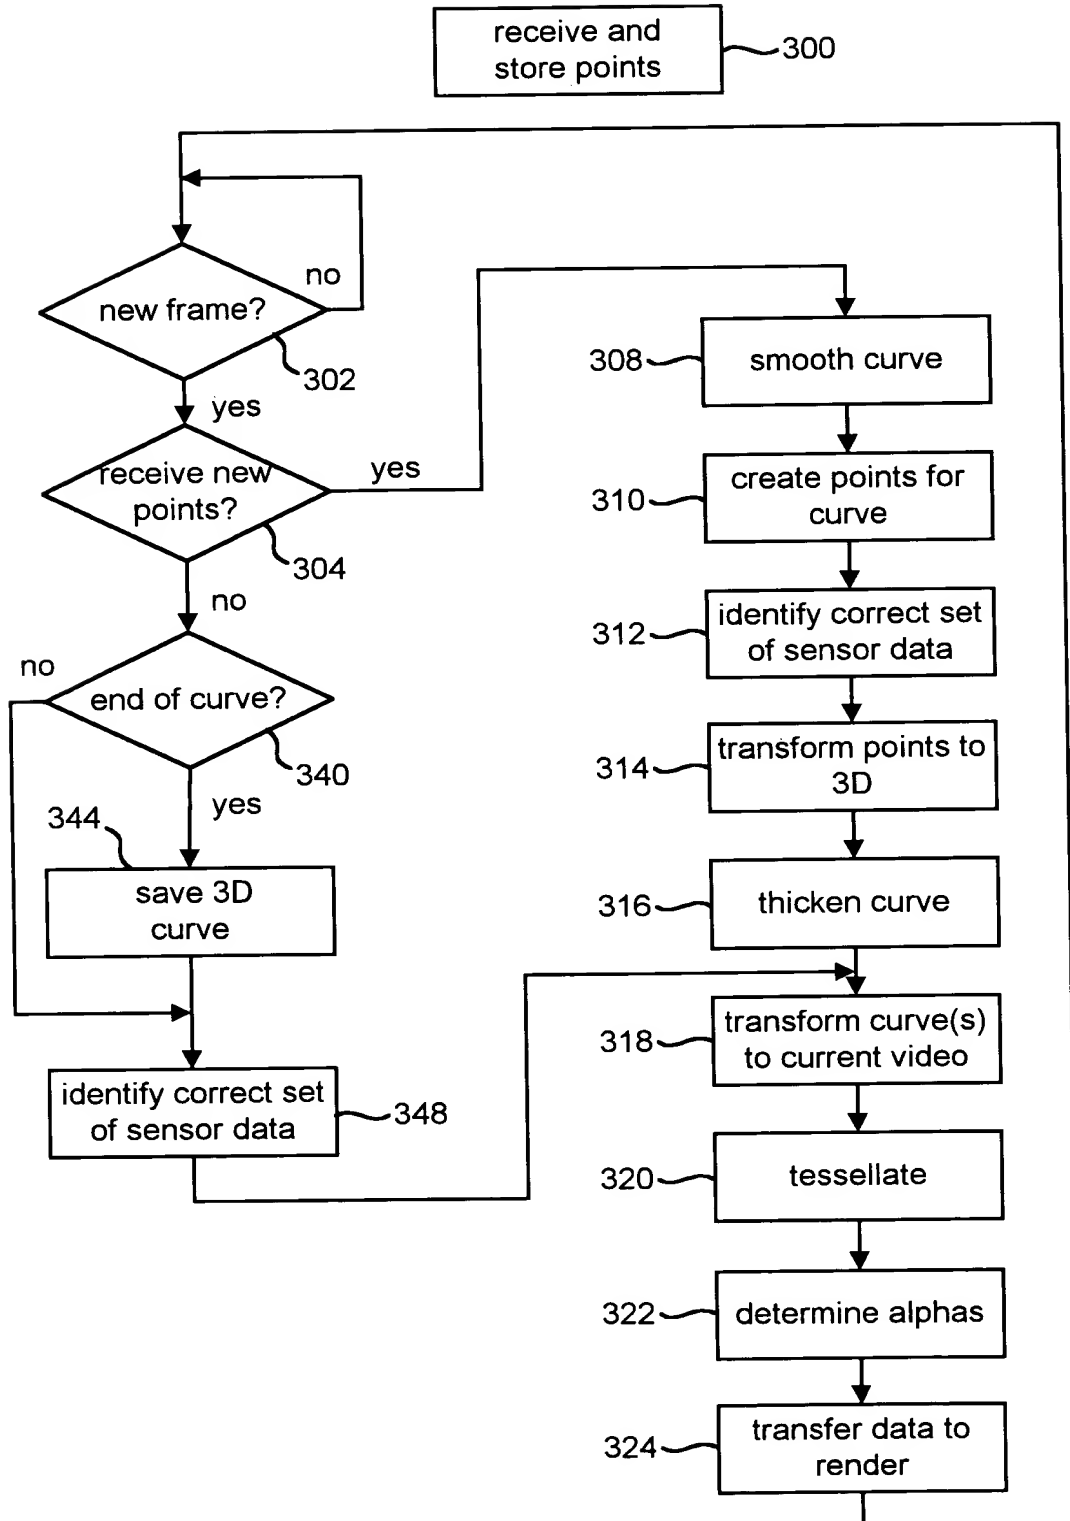 receive and
store points
300
no
new frame?
302
yes
receive new
points?
yes
304
no
no
end of curve?
340
yes
344
save 3D
curve
identify correct set
of sensor data
348
308
smooth curve
310
create points for
curve
312
identify correct set
of sensor data
314
transform points to
3D
316
thicken curve
318
transform curve(s)
to current video
320
tessellate
322
determine alphas
324
transfer data to
render